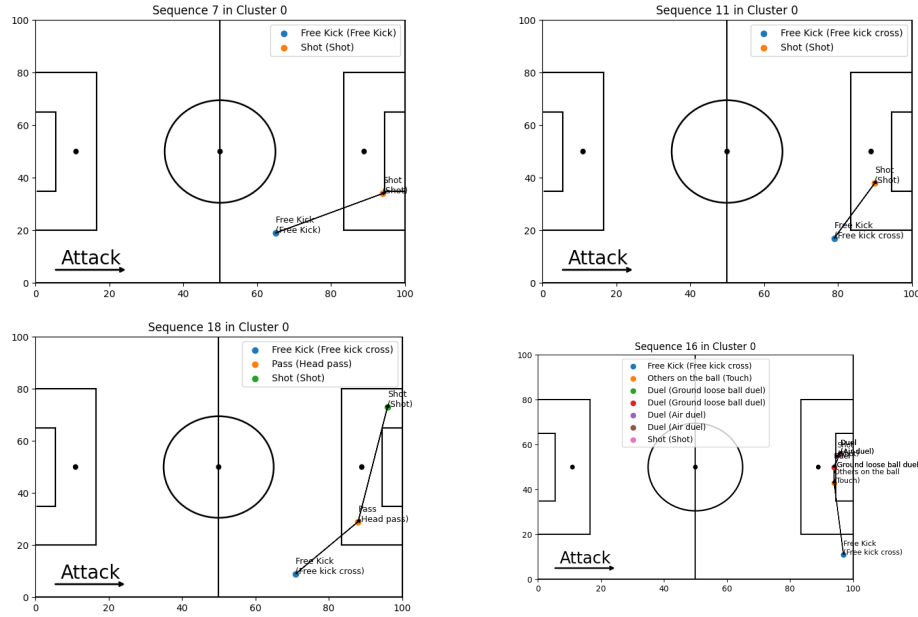 Sequence 7 in Cluster 0
100
80
60
40
20
0
0 20 40 60 80 100
Free Kick (Free Kick)
Shot (Shot)
Shot
(Shot)
Free Kick
(Free Kick)
Attack
Sequence 11 in Cluster 0
100
80
60
40
20
0
0 20 40 60 80 100
Free Kick (Free kick cross)
Shot (Shot)
Shot
(Shot)
Free Kick
(Free kick cross)
Attack
Sequence 18 in Cluster 0
100
80
60
40
20
0
0 20 40 60 80 100
Free Kick (Free kick cross)
Pass (Head pass)
Shot (Shot)
Shot
(Shot)
Pass
(Head pass)
Free Kick
(Free kick cross)
Attack
Sequence 16 in Cluster 0
100
80
60
40
20
0
0 20 40 60 80 100
Free Kick (Free kick cross)
Others on the ball (Touch)
Duel (Ground loose ball duel)
Duel (Ground loose ball duel)
Duel (Air duel)
Duel (Air duel)
Shot (Shot)
Duel
(Air duel)
(Ground loose ball duel)
Others on the ball
(Touch)
Free Kick
(Free kick cross)
Attack